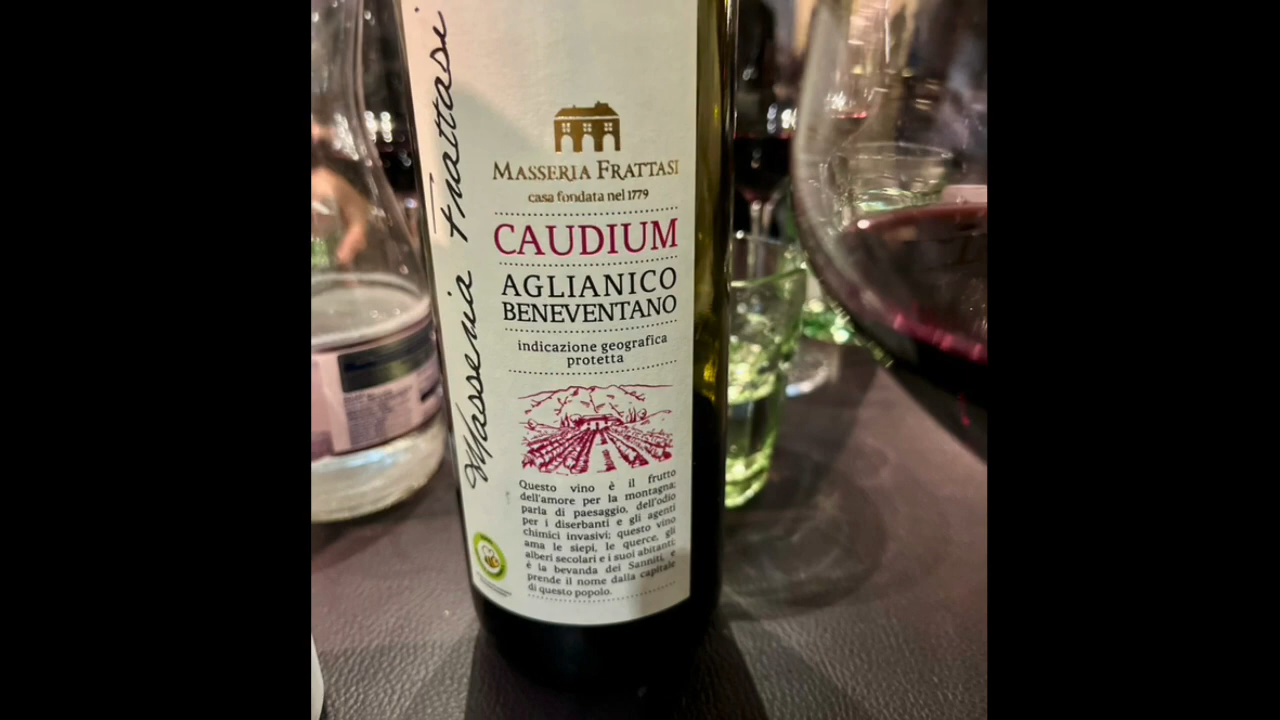 Masseria Frattasi
MASSERIA FRATTASI
casa fondata nel 1779
CAUDIUM
AGLIANICO
BENEVENTANO
indicazione geografica
protetta
Questo vino è il frutto
dell'amore per la montagna;
parla di paesaggio, dell'odio
per i diserbanti e gli agenti
chimici invasivi; questo vino
ama le siepi, le querce, gli
alberi secolari e i suoi abitanti;
è la bevanda dei Sanniti, e
prende il nome dalla capitale
di questo popolo.